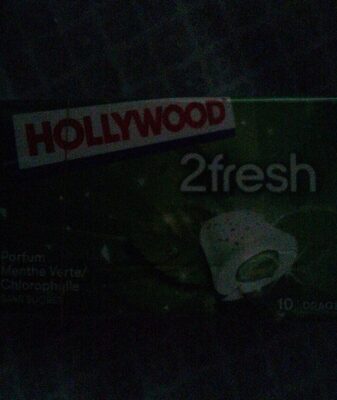 HOLLYWOOD
2fresh
Parfum
Menthe Verte/
Chlorophylle
SANS SUCRES
10